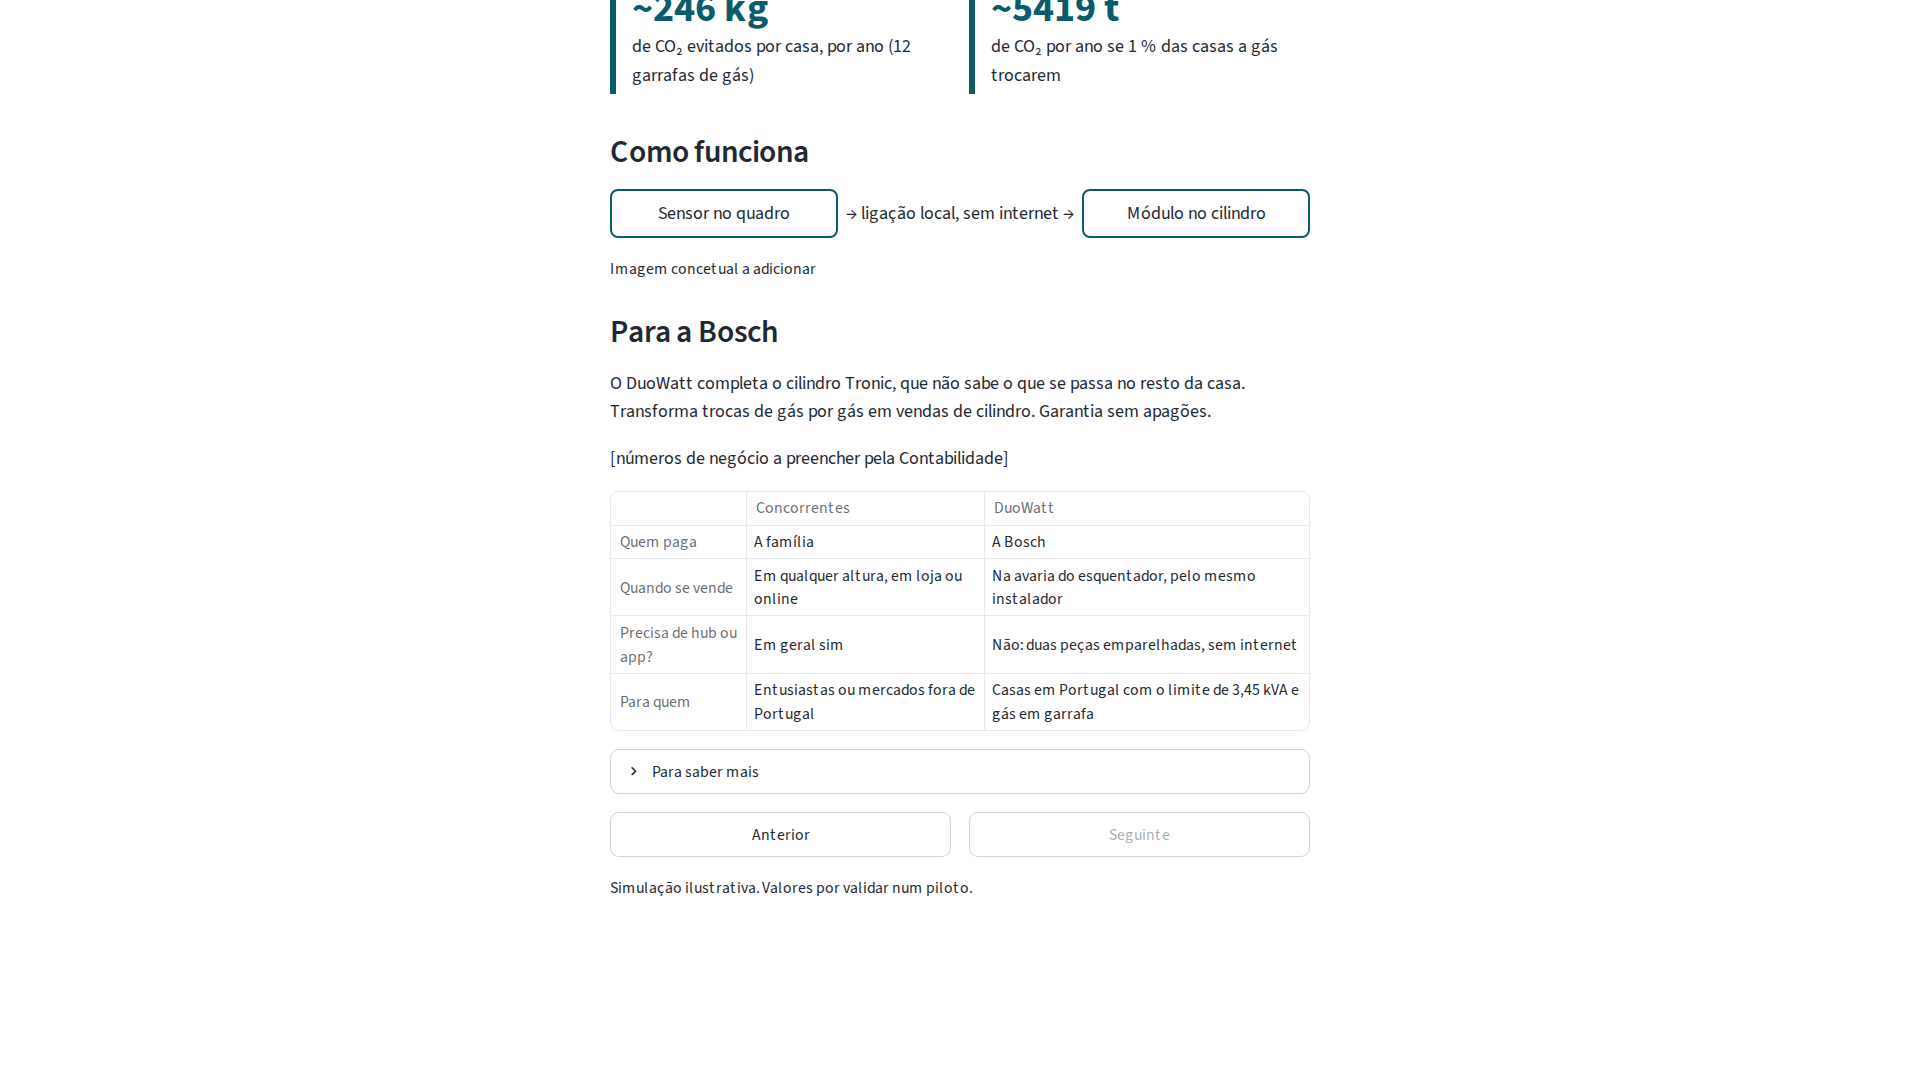 ~246 kg
de CO₂ evitados por casa, por ano (12
garrafas de gás)
~5419 t
de CO₂ por ano se 1 % das casas a gás
trocarem
Como funciona
Sensor no quadro
→ ligação local, sem internet →
Módulo no cilindro
Imagem concetual a adicionar
Para a Bosch
O DuoWatt completa o cilindro Tronic, que não sabe o que se passa no resto da casa.
Transforma trocas de gás por gás em vendas de cilindro. Garantia sem apagões.
[números de negócio a preencher pela Contabilidade]
Concorrentes
DuoWatt
Quem paga
A família
A Bosch
Quando se vende
Em qualquer altura, em loja ou
online
Na avaria do esquentador, pelo mesmo
instalador
Precisa de hub ou
app?
Em geral sim
Não: duas peças emparelhadas, sem internet
Para quem
Entusiastas ou mercados fora de
Portugal
Casas em Portugal com o limite de 3,45 kVA e
gás em garrafa
Para saber mais
Anterior
Seguinte
Simulação ilustrativa. Valores por validar num piloto.